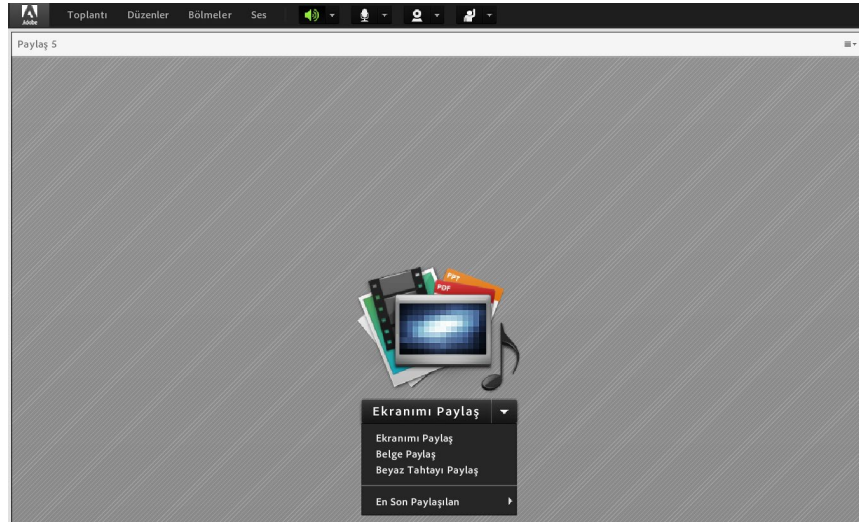 Adobe
Toplantı Düzenler Bölmeler Ses
Paylaş 5
PPT
PDF
Ekranımı Paylaş
Ekranımı Paylaş
Belge Paylaş
Beyaz Tahtayı Paylaş
En Son Paylaşılan